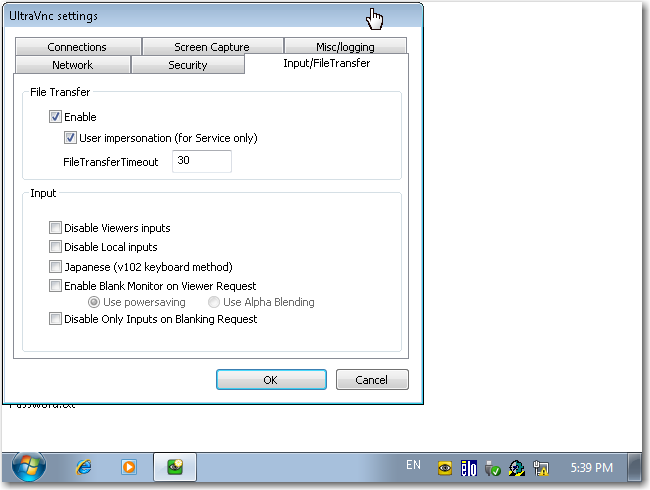 UltraVnc settings
Connections Screen Capture Misc/logging
Network Security Input/FileTransfer
File Transfer
Enable
User impersonation (for Service only)
FileTransferTimeout 30
Input
Disable Viewers inputs
Disable Local inputs
Japanese (v102 keyboard method)
Enable Blank Monitor on Viewer Request
Use powersaving Use Alpha Blending
Disable Only Inputs on Blanking Request
OK Cancel
Password.txt
EN 5:39 PM